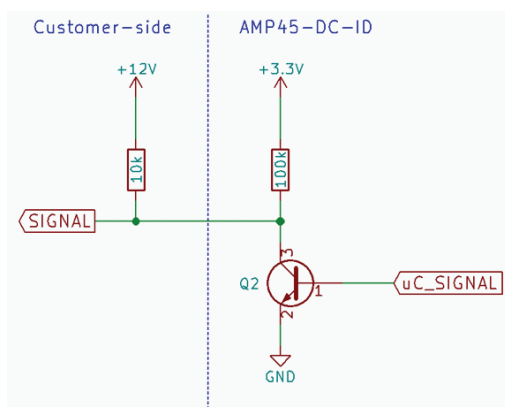 Customer-side
AMP45-DC-ID
+12V
+3.3V
10k
100k
SIGNAL
3
Q2
1
uC_SIGNAL
2
GND